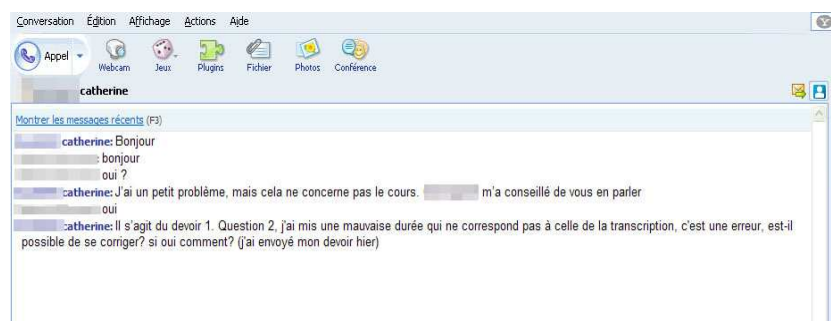 Conversation Édition Affichage Actions Aide
Appel Webcam Jeux Plugins Fichier Photos Conférence
catherine
Montrer les messages récents (F3)
catherine: Bonjour
: bonjour
oui ?
catherine: J'ai un petit problème, mais cela ne concerne pas le cours. m'a conseillé de vous en parler
oui
catherine: Il s'agit du devoir 1. Question 2, j'ai mis une mauvaise durée qui ne correspond pas à celle de la transcription, c'est une erreur, est-il
possible de se corriger? si oui comment? (j'ai envoyé mon devoir hier)